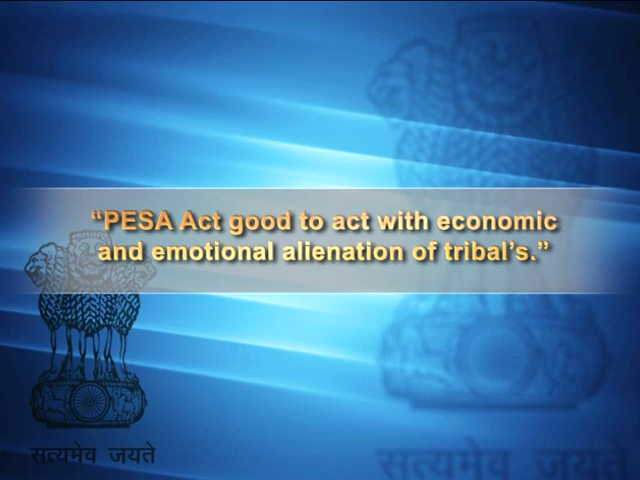 “PESA Act good to act with economic
and emotional alienation of tribal’s.”
सत्यमेव जयते
सत्यमेव जयते